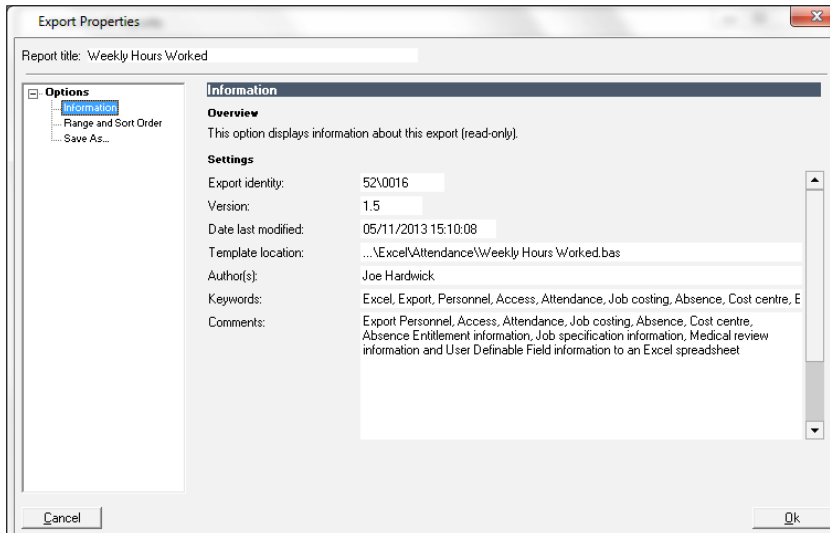 Export Properties
Report title: Weekly Hours Worked
Options
Information
Range and Sort Order
Save As...
Information
Overview
This option displays information about this export (read-only).
Settings
Export identity: 52\0016
Version: 1.5
Date last modified: 05/11/2013 15:10:08
Template location: ...\Excel\Attendance\Weekly Hours Worked.bas
Author(s): Joe Hardwick
Keywords: Excel, Export, Personnel, Access, Attendance, Job costing, Absence, Cost centre, E
Comments: Export Personnel, Access, Attendance, Job costing, Absence, Cost centre,
Absence Entitlement information, Job specification information, Medical review
information and User Definable Field information to an Excel spreadsheet
Cancel
Ok